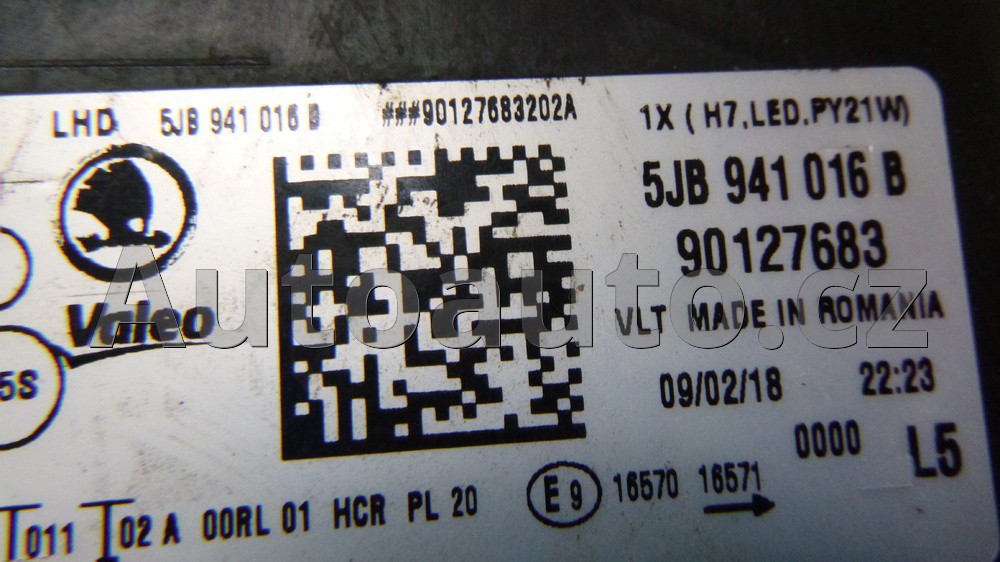 LHD 5JB 941 016 B ###90127683202A 1X ( H7,LED,PY21W)
5JB 941 016 B
90127683
Valeo
VLT MADE IN ROMANIA
5S
09/02/18 22:23
0000 L5
E9 16570 16571
011 02 A 00RL 01 HCR PL 20
Autoauto.cz